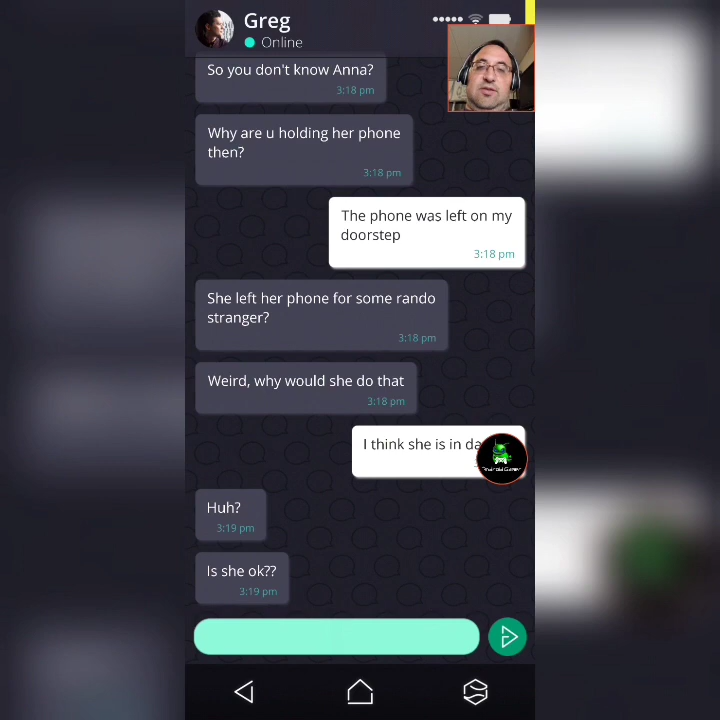 Greg
Online
So you don't know Anna?
3:18 pm
Why are u holding her phone
then?
3:18 pm
The phone was left on my
doorstep
3:18 pm
She left her phone for some rando
stranger?
3:18 pm
Weird, why would she do that
3:18 pm
I think she is in
Android Gamer
Huh?
3:19 pm
Is she ok??
3:19 pm